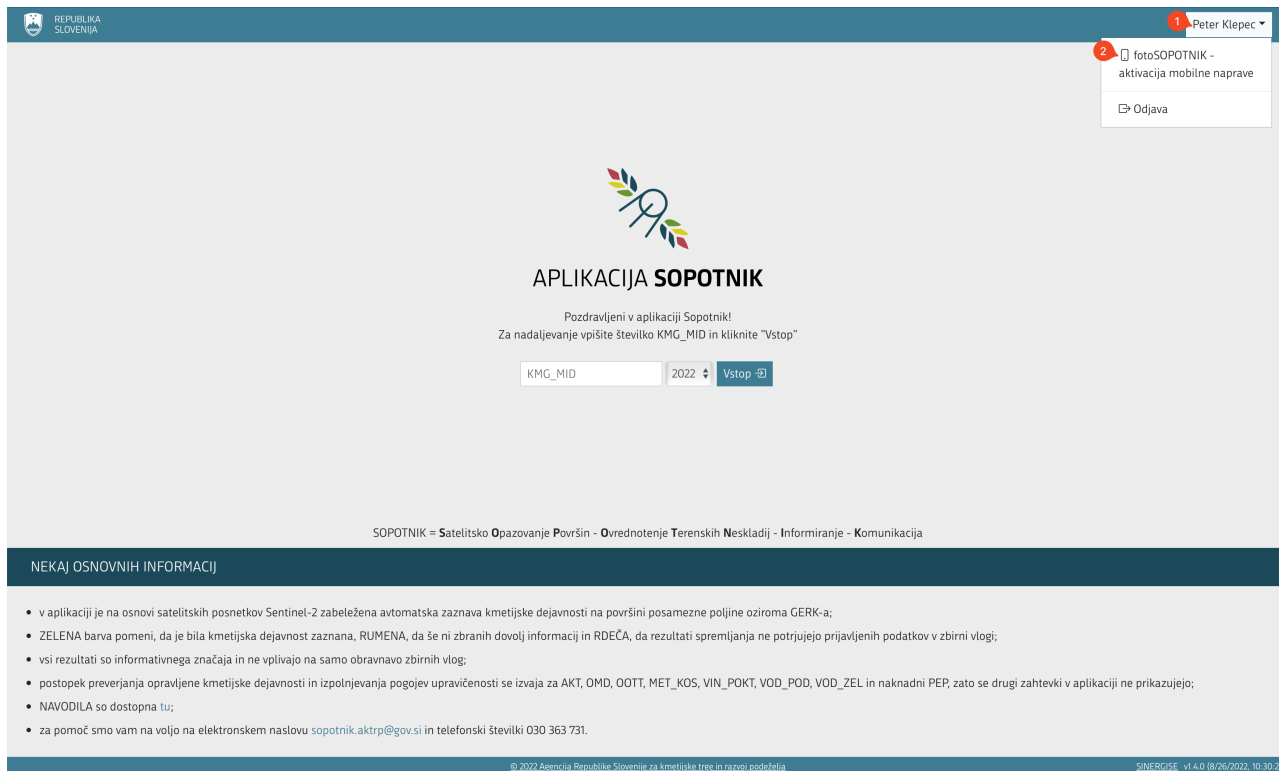 REPUBLIKA
SLOVENIJA
1
Peter Klepec
2
fotoSOPOTNIK -
aktivacija mobilne naprave
Odjava
APLIKACIJA SOPOTNIK
Pozdravljeni v aplikaciji Sopotnik!
Za nadaljevanje vpišite številko KMG_MID in kliknite "Vstop"
KMG_MID 2022 Vstop
SOPOTNIK = Satelitsko Opazovanje Površin - Ovrednotenje Terenskih Neskladij - Informiranje - Komunikacija
NEKAJ OSNOVNIH INFORMACIJ
• v aplikaciji je na osnovi satelitskih posnetkov Sentinel-2 zabeležena avtomatska zaznava kmetijske dejavnosti na površini posamezne poljine oziroma GERK-a;
• ZELENA barva pomeni, da je bila kmetijska dejavnost zaznana, RUMENA, da še ni zbranih dovolj informacij in RDEČA, da rezultati spremljanja ne potrjujejo prijavljenih podatkov v zbirni vlogi;
• vsi rezultati so informativnega značaja in ne vplivajo na samo obravnavo zbirnih vlog;
• postopek preverjanja opravljene kmetijske dejavnosti in izpolnjevanja pogojev upravičenosti se izvaja za AKT, OMD, OOTT, MET_KOS, VIN_POKT, VOD_POD, VOD_ZEL in naknadni PEP, zato se drugi zahtevki v aplikaciji ne prikazujejo;
• NAVODILA so dostopna tu;
• za pomoč smo vam na voljo na elektronskem naslovu sopotnik.aktrp@gov.si in telefonski številki 030 363 731.
© 2022 Agencija Republike Slovenije za kmetijske trge in razvoj podeželja
SINERGISE v1.4.0 (8/26/2022, 10:30:2